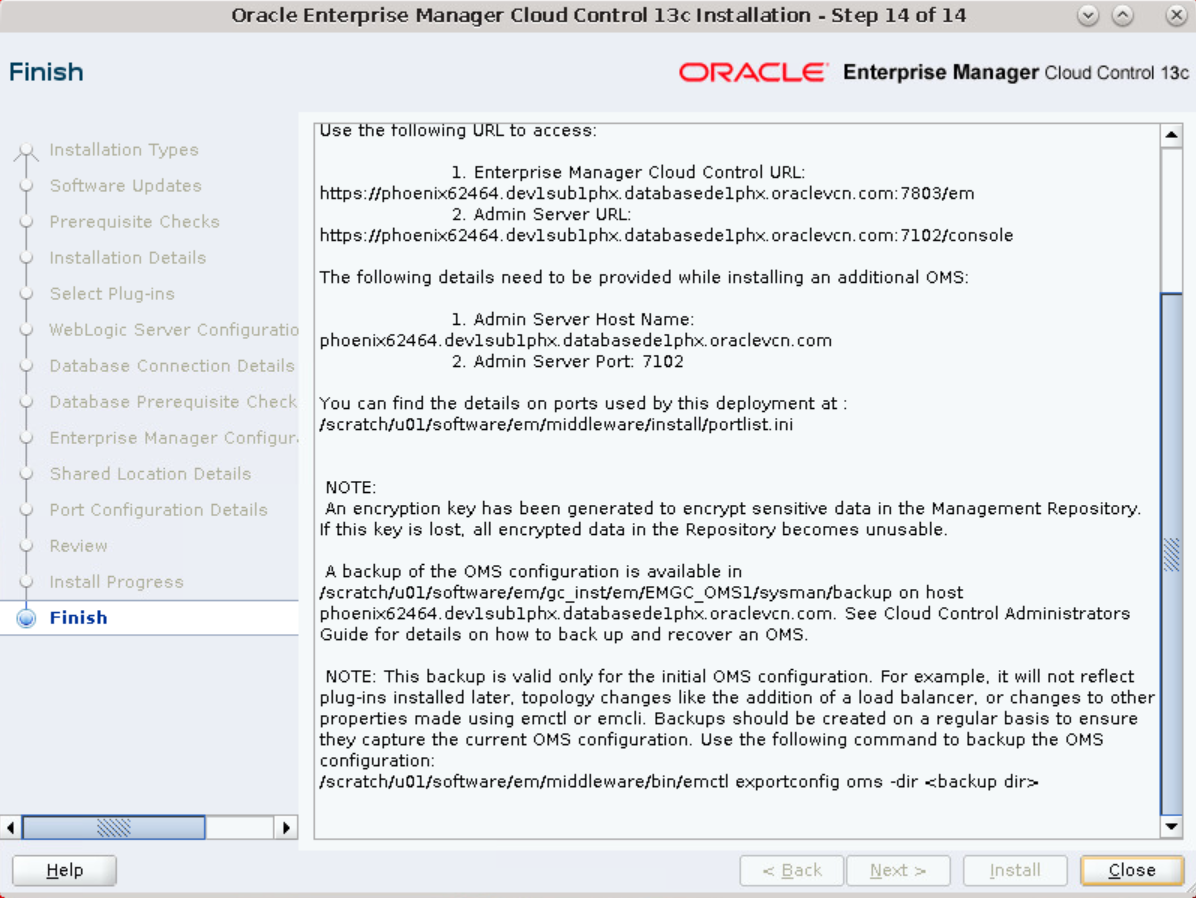 Oracle Enterprise Manager Cloud Control 13c Installation - Step 14 of 14
Finish
ORACLE Enterprise Manager Cloud Control 13c
Installation Types
Software Updates
Prerequisite Checks
Installation Details
Select Plug-ins
WebLogic Server Configuratio
Database Connection Details
Database Prerequisite Check
Enterprise Manager Configur
Shared Location Details
Port Configuration Details
Review
Install Progress
Finish
Use the following URL to access:
1. Enterprise Manager Cloud Control URL:
https://phoenix62464.dev1sub1phx.databasede1phx.oraclevcn.com:7803/em
2. Admin Server URL:
https://phoenix62464.dev1sub1phx.databasede1phx.oraclevcn.com:7102/console
The following details need to be provided while installing an additional OMS:
1. Admin Server Host Name:
phoenix62464.dev1sub1phx.databasede1phx.oraclevcn.com
2. Admin Server Port: 7102
You can find the details on ports used by this deployment at :
/scratch/u01/software/em/middleware/install/portlist.ini
NOTE:
An encryption key has been generated to encrypt sensitive data in the Management Repository.
If this key is lost, all encrypted data in the Repository becomes unusable.
A backup of the OMS configuration is available in
/scratch/u01/software/em/gc_inst/em/EMGC_OMS1/sysman/backup on host
phoenix62464.dev1sub1phx.databasede1phx.oraclevcn.com. See Cloud Control Administrators
Guide for details on how to back up and recover an OMS.
NOTE: This backup is valid only for the initial OMS configuration. For example, it will not reflect
plug-ins installed later, topology changes like the addition of a load balancer, or changes to other
properties made using emctl or emcli. Backups should be created on a regular basis to ensure
they capture the current OMS configuration. Use the following command to backup the OMS
configuration:
/scratch/u01/software/em/middleware/bin/emctl exportconfig oms -dir <backup dir>
Help
< Back
Next >
Install
Close